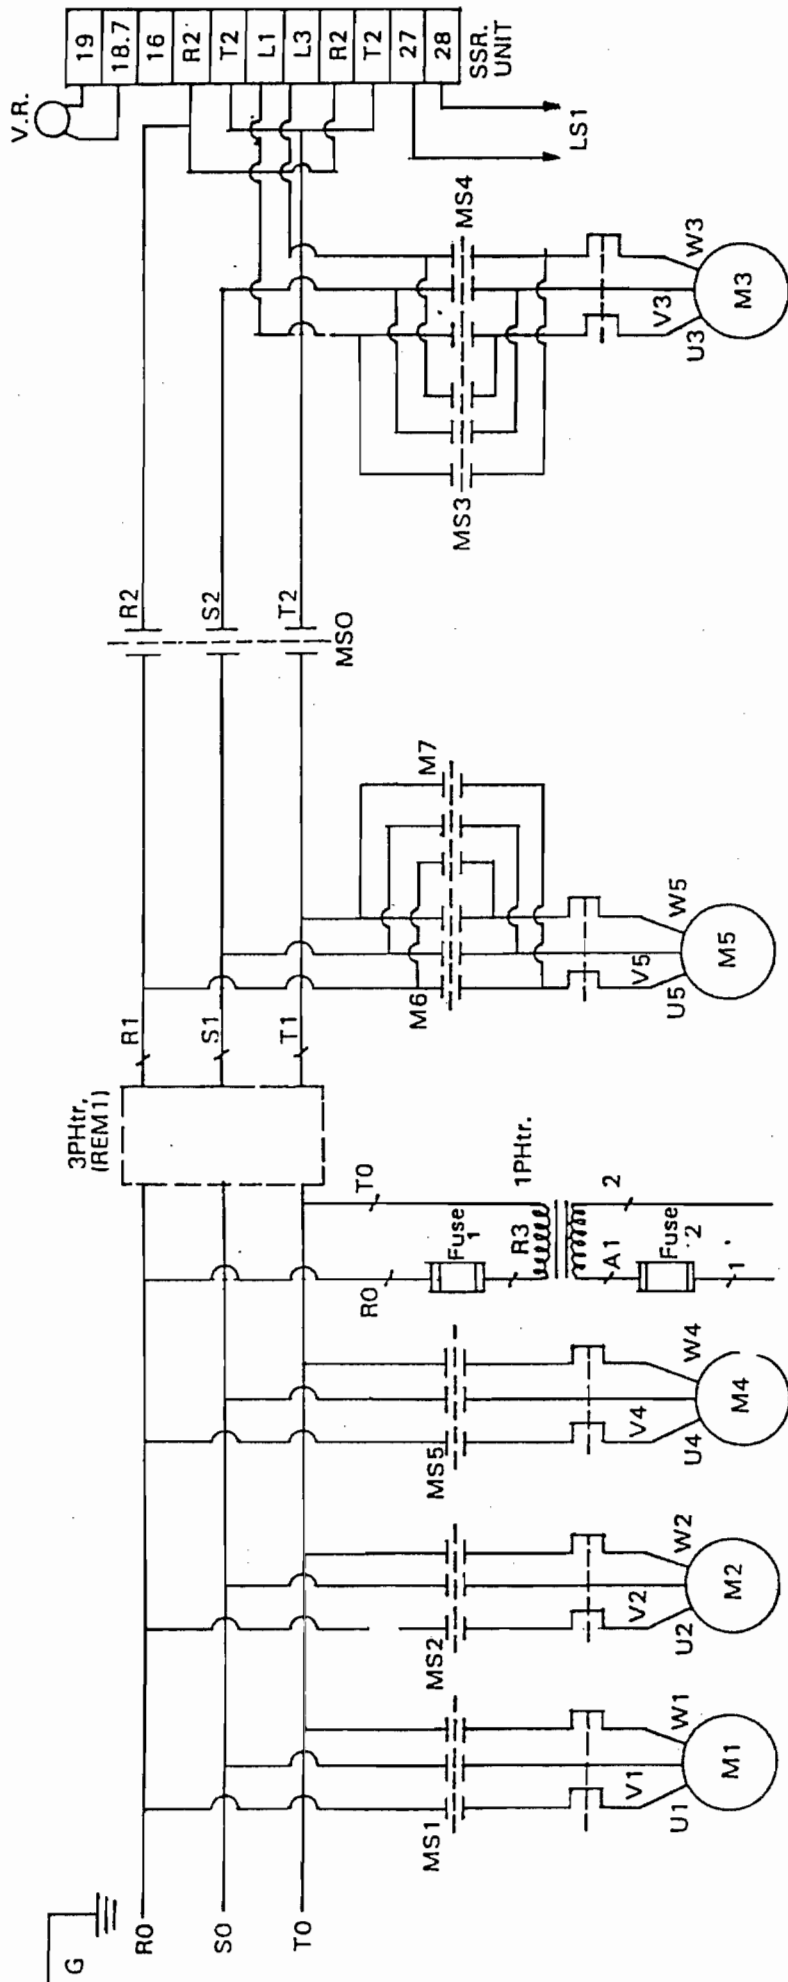 G
R0
S0
T0
MS1
U1
V1
W1
M1
MS2
U2
V2
W2
M2
MS5
U4
V4
W4
M4
R0
T0
Fuse
1
R3
1PHtr.
A1
2
Fuse
2
1
3PHtr,
(REM1)
R1
S1
T1
M6
M7
U5
V5
W5
M5
R2
S2
T2
MS0
MS3
MS4
U3
V3
W3
M3
V.R.
19
18.7
16
R2
T2
L1
L3
R2
T2
27
28
SSR.
UNIT
LS1